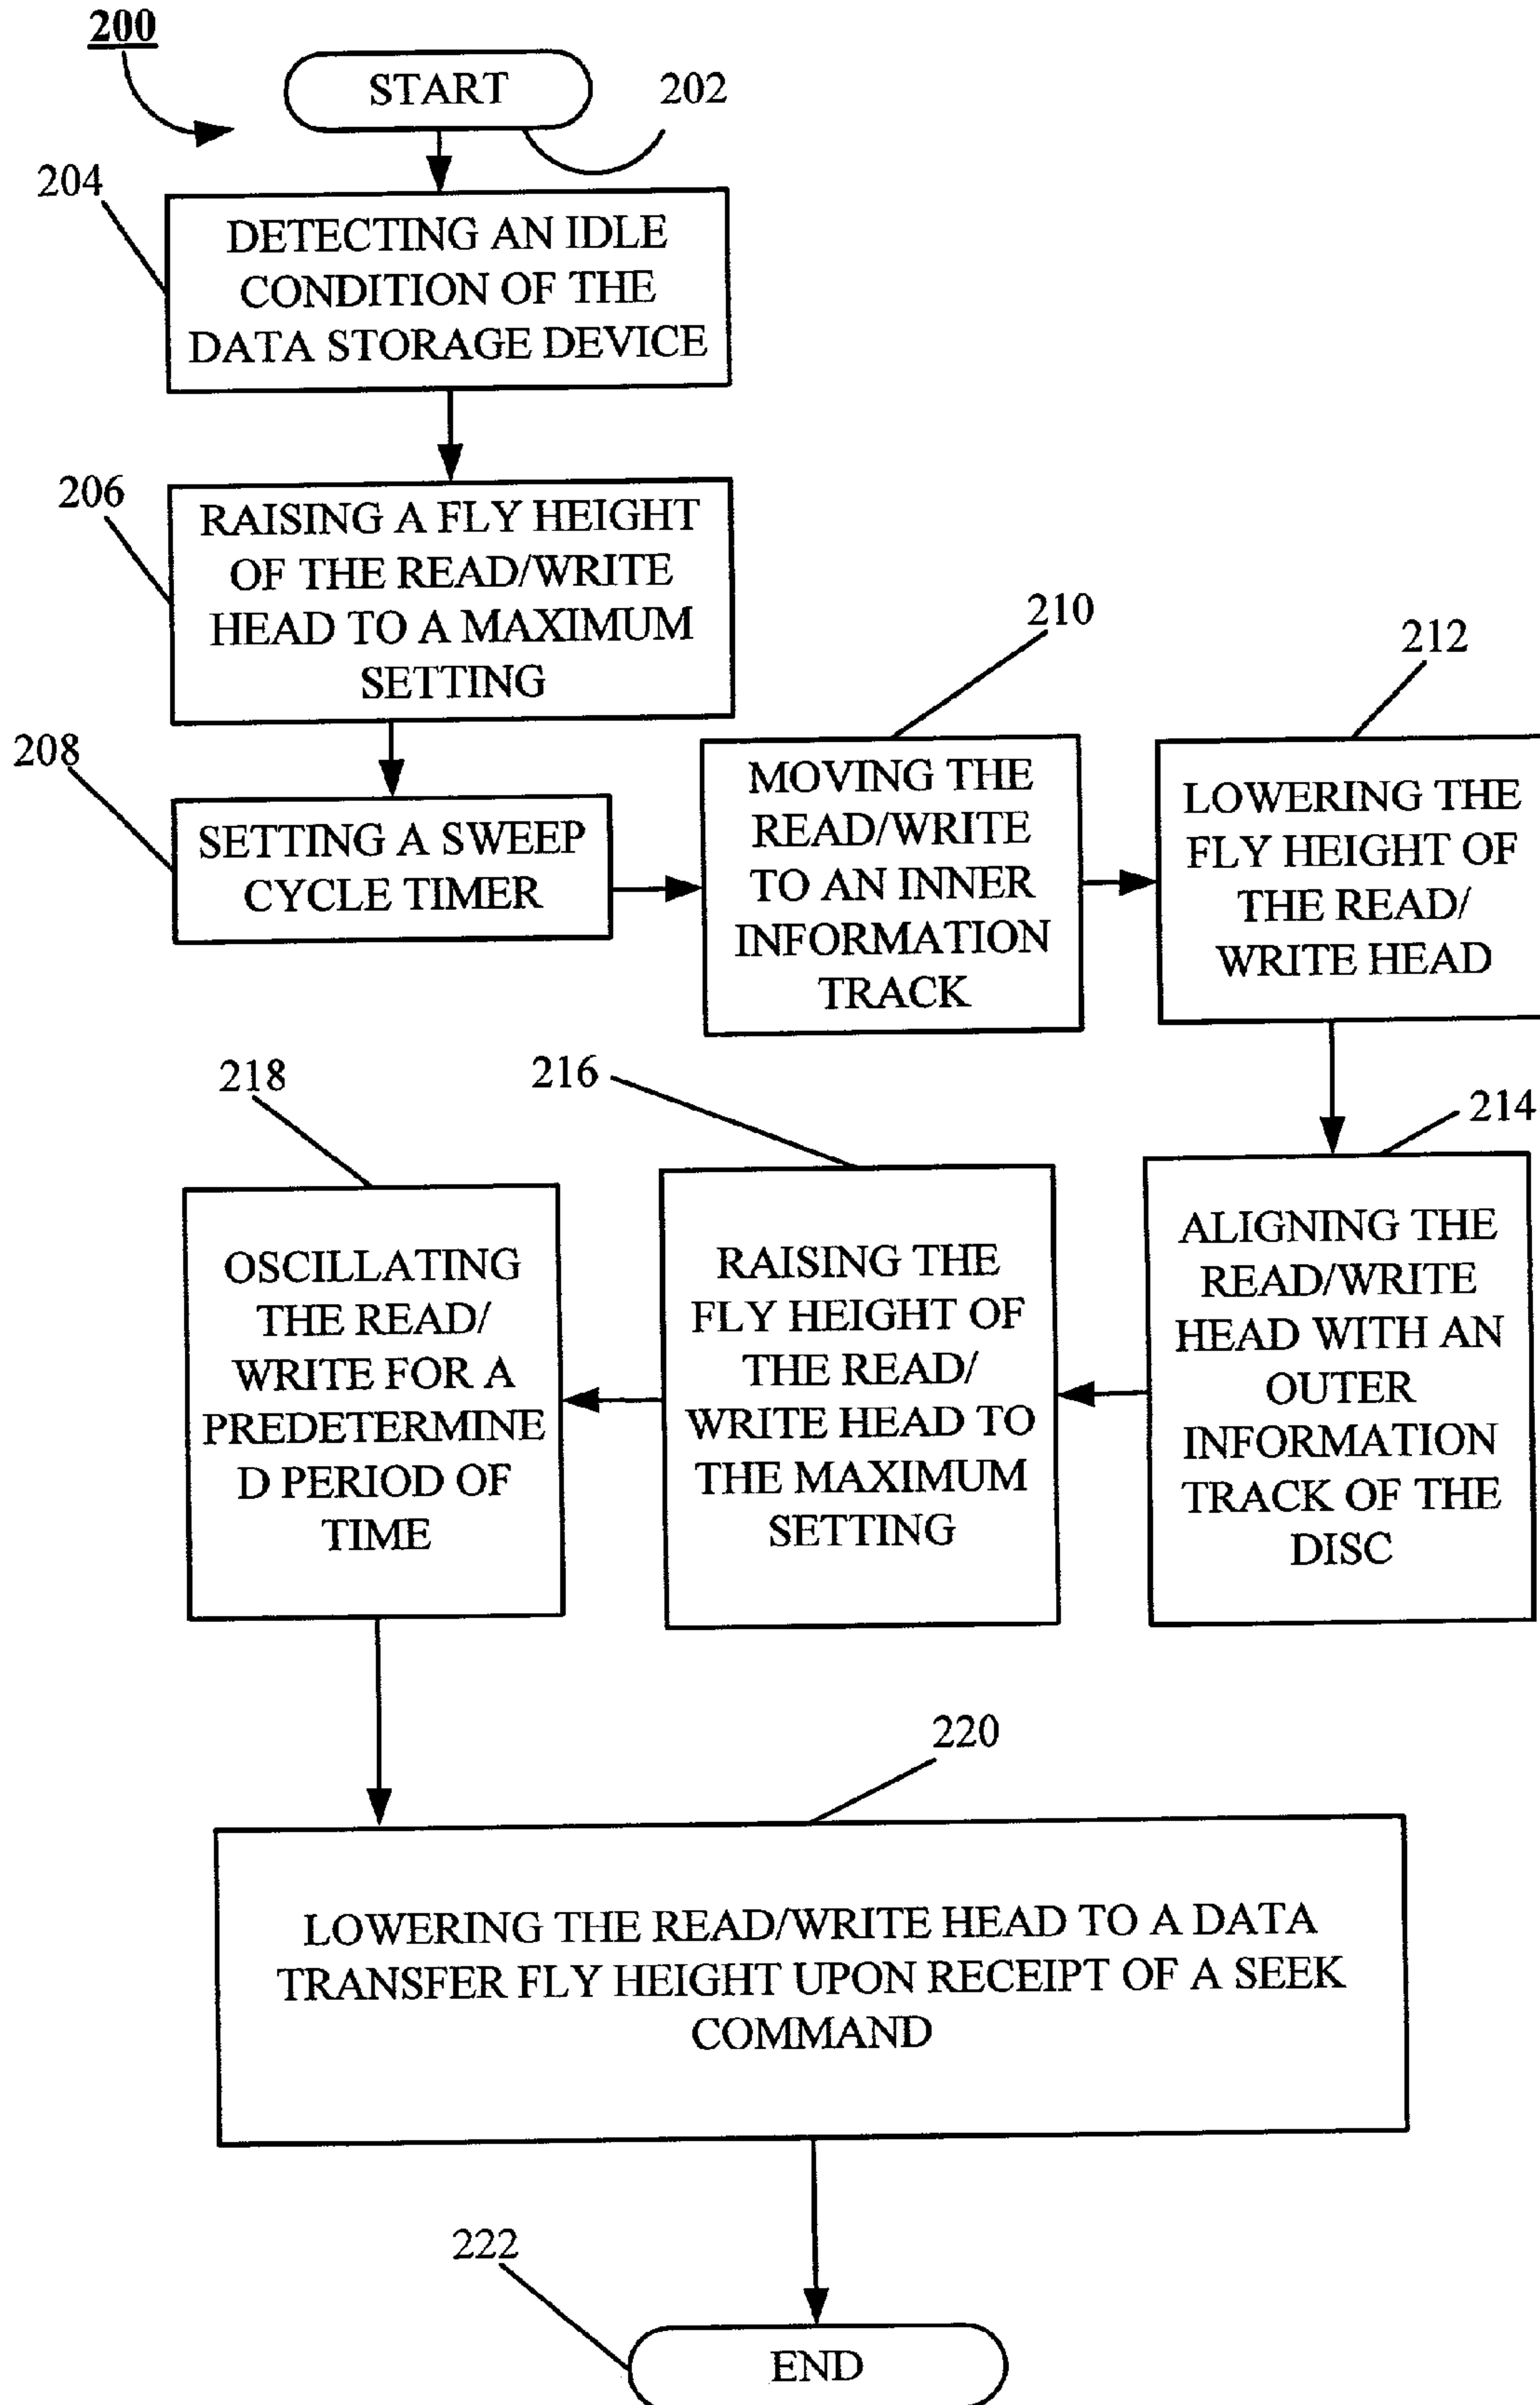 200
START
202
204
DETECTING AN IDLE
CONDITION OF THE
DATA STORAGE DEVICE
206
RAISING A FLY HEIGHT
OF THE READ/WRITE
HEAD TO A MAXIMUM
SETTING
208
SETTING A SWEEP
CYCLE TIMER
210
MOVING THE
READ/WRITE
TO AN INNER
INFORMATION
TRACK
212
LOWERING THE
FLY HEIGHT OF
THE READ/
WRITE HEAD
214
ALIGNING THE
READ/WRITE
HEAD WITH AN
OUTER
INFORMATION
TRACK OF THE
DISC
216
RAISING THE
FLY HEIGHT OF
THE READ/
WRITE HEAD TO
THE MAXIMUM
SETTING
218
OSCILLATING
THE READ/
WRITE FOR A
PREDETERMINE
D PERIOD OF
TIME
220
LOWERING THE READ/WRITE HEAD TO A DATA
TRANSFER FLY HEIGHT UPON RECEIPT OF A SEEK
COMMAND
222
END